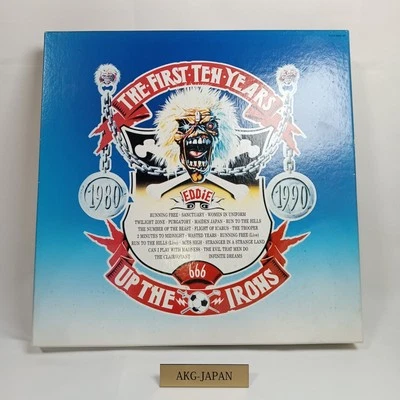 THE·FIRST·TEN·YEARS
1980
1990
EDDIE
RUNNING FREE · SANCTUARY · WOMEN IN UNIFORM
TWILIGHT ZONE · PURGATORY · MAIDEN JAPAN · RUN TO THE HILLS
THE NUMBER OF THE BEAST · FLIGHT OF ICARUS · THE TROOPER
2 MINUTES TO MIDNIGHT · WASTED YEARS · RUNNING FREE (Live)
RUN TO THE HILLS (Live) · ACES HIGH · STRANGER IN A STRANGE LAND
CAN I PLAY WITH MADNESS · THE EVIL THAT MEN DO
THE CLAIRVOYANT · INFINITE DREAMS
666
UP THE IRONS
AKG-JAPAN